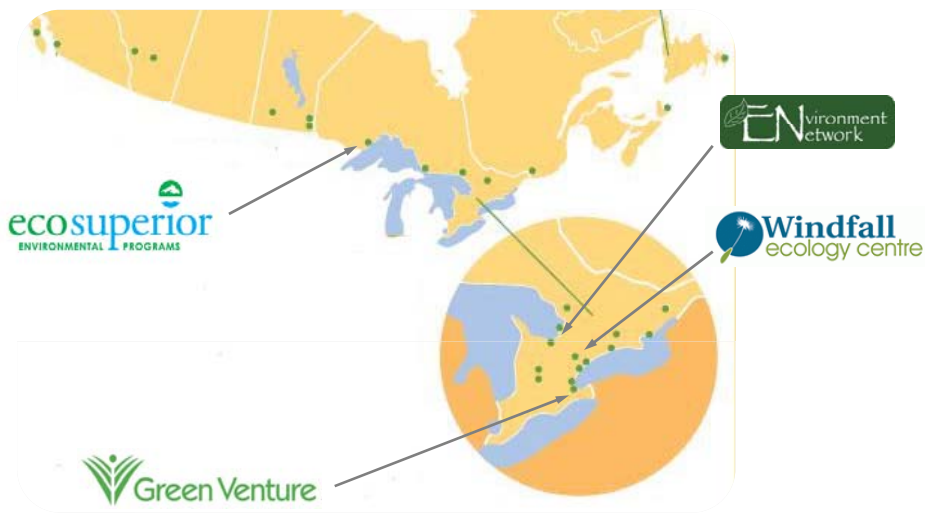 ENvironment
Network
ecosuperior
ENVIRONMENTAL PROGRAMS
Windfall
ecology centre
Green Venture